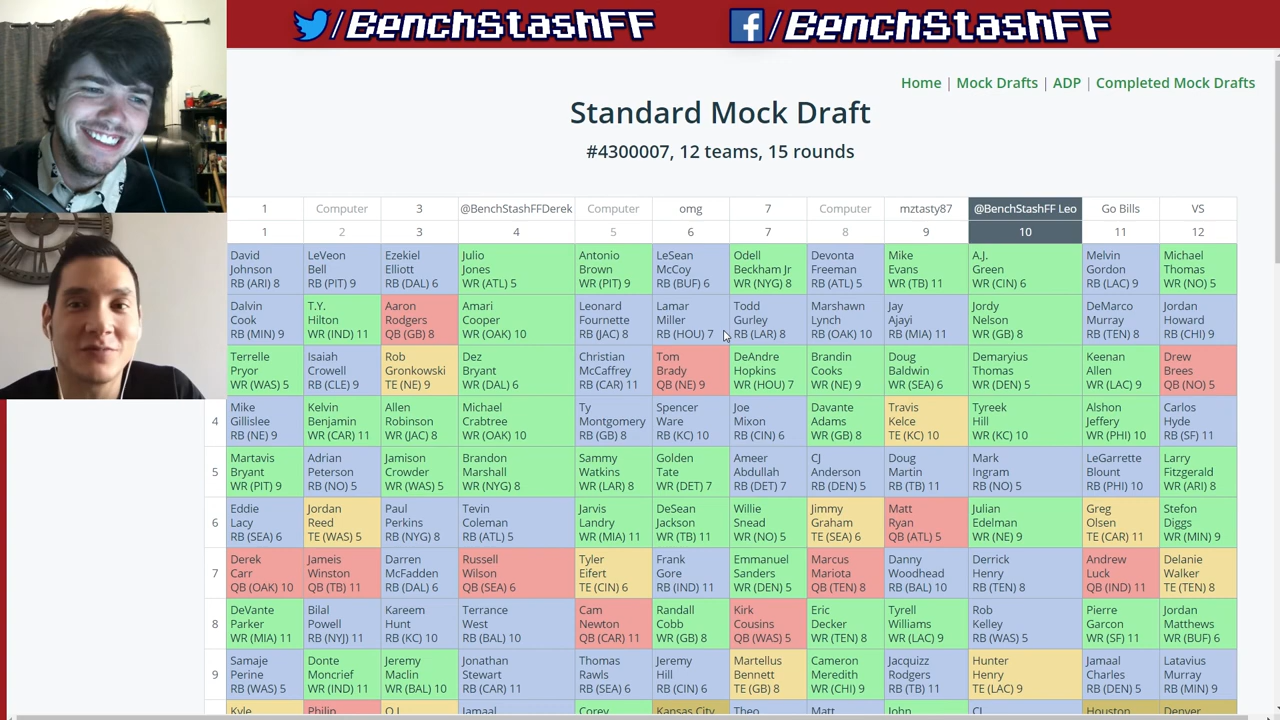 /BenchStashFF /BenchStashFF
Home | Mock Drafts | ADP | Completed Mock Drafts
Standard Mock Draft
#4300007, 12 teams, 15 rounds
1 Computer 3 @BenchStashFFDerek Computer omg 7 Computer mztasty87 @BenchStashFF Leo Go Bills VS
1 2 3 4 5 6 7 8 9 10 11 12
David LeVeon Ezekiel Julio Antonio LeSean Odell Devonta Mike A.J. Melvin Michael
Johnson Bell Elliott Jones Brown McCoy Beckham Jr Freeman Evans Green Gordon Thomas
RB (ARI) 8 RB (PIT) 9 RB (DAL) 6 WR (ATL) 5 WR (PIT) 9 RB (BUF) 6 WR (NYG) 8 RB (ATL) 5 WR (TB) 11 WR (CIN) 6 RB (LAC) 9 WR (NO) 5
Dalvin T.Y. Aaron Amari Leonard Lamar Todd Marshawn Jay Jordy DeMarco Jordan
Cook Hilton Rodgers Cooper Fournette Miller Gurley Lynch Ajayi Nelson Murray Howard
RB (MIN) 9 WR (IND) 11 QB (GB) 8 WR (OAK) 10 RB (JAC) 8 RB (HOU) 7 RB (LAR) 8 RB (OAK) 10 RB (MIA) 11 WR (GB) 8 RB (TEN) 8 RB (CHI) 9
Terrelle Isaiah Rob Dez Christian Tom DeAndre Brandin Doug Demaryius Keenan Drew
Pryor Crowell Gronkowski Bryant McCaffrey Brady Hopkins Cooks Baldwin Thomas Allen Brees
WR (WAS) 5 RB (CLE) 9 TE (NE) 9 WR (DAL) 6 RB (CAR) 11 QB (NE) 9 WR (HOU) 7 WR (NE) 9 WR (SEA) 6 WR (DEN) 5 WR (LAC) 9 QB (NO) 5
Mike Kelvin Allen Michael Ty Spencer Joe Davante Travis Tyreek Alshon Carlos
4 Gillislee Benjamin Robinson Crabtree Montgomery Ware Mixon Adams Kelce Hill Jeffery Hyde
RB (NE) 9 WR (CAR) 11 WR (JAC) 8 WR (OAK) 10 RB (GB) 8 RB (KC) 10 RB (CIN) 6 WR (GB) 8 TE (KC) 10 WR (KC) 10 WR (PHI) 10 RB (SF) 11
Martavis Adrian Jamison Brandon Sammy Golden Ameer CJ Doug Mark LeGarrette Larry
5 Bryant Peterson Crowder Marshall Watkins Tate Abdullah Anderson Martin Ingram Blount Fitzgerald
WR (PIT) 9 RB (NO) 5 WR (WAS) 5 WR (NYG) 8 WR (LAR) 8 WR (DET) 7 RB (DET) 7 RB (DEN) 5 RB (TB) 11 RB (NO) 5 RB (PHI) 10 WR (ARI) 8
Eddie Jordan Paul Tevin Jarvis DeSean Willie Jimmy Matt Julian Greg Stefon
6 Lacy Reed Perkins Coleman Landry Jackson Snead Graham Ryan Edelman Olsen Diggs
RB (SEA) 6 TE (WAS) 5 RB (NYG) 8 RB (ATL) 5 WR (MIA) 11 WR (TB) 11 WR (NO) 5 TE (SEA) 6 QB (ATL) 5 WR (NE) 9 TE (CAR) 11 WR (MIN) 9
Derek Jameis Darren Russell Tyler Frank Emmanuel Marcus Danny Derrick Andrew Delanie
7 Carr Winston McFadden Wilson Eifert Gore Sanders Mariota Woodhead Henry Luck Walker
QB (OAK) 10 QB (TB) 11 RB (DAL) 6 QB (SEA) 6 TE (CIN) 6 RB (IND) 11 WR (DEN) 5 QB (TEN) 8 RB (BAL) 10 RB (TEN) 8 QB (IND) 11 TE (TEN) 8
DeVante Bilal Kareem Terrance Cam Randall Kirk Eric Tyrell Rob Pierre Jordan
8 Parker Powell Hunt West Newton Cobb Cousins Decker Williams Kelley Garcon Matthews
WR (MIA) 11 RB (NYJ) 11 RB (KC) 10 RB (BAL) 10 QB (CAR) 11 WR (GB) 8 QB (WAS) 5 WR (TEN) 8 WR (LAC) 9 RB (WAS) 5 WR (SF) 11 WR (BUF) 6
Samaje Donte Jeremy Jonathan Thomas Jeremy Martellus Cameron Jacquizz Hunter Jamaal Latavius
9 Perine Moncrief Maclin Stewart Rawls Hill Bennett Meredith Rodgers Henry Charles Murray
RB (WAS) 5 WR (IND) 11 WR (BAL) 10 RB (CAR) 11 RB (SEA) 6 RB (CIN) 6 TE (GB) 8 WR (CHI) 9 RB (TB) 11 TE (LAC) 9 RB (DEN) 5 RB (MIN) 9
Kyle Philip O.J. Jamaal Corey Kansas City Theo Matt John CJ Houston Denver